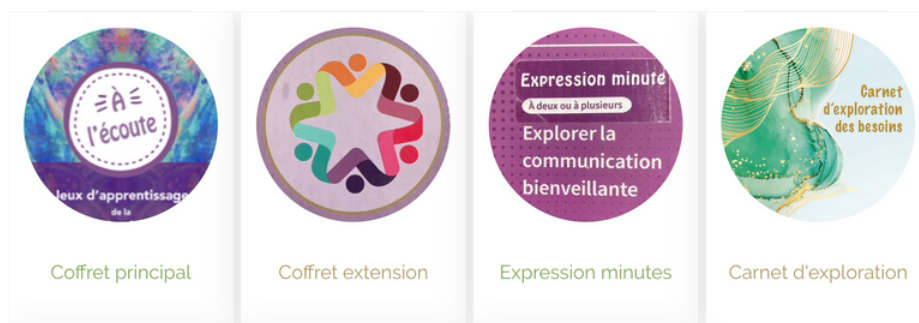 À
l'écoute
Jeux d'apprentissage
de la
Expression minute
À deux ou à plusieurs
Explorer la
communication
bienveillante
Carnet
d'exploration
des besoins
Coffret principal
Coffret extension
Expression minutes
Carnet d'exploration